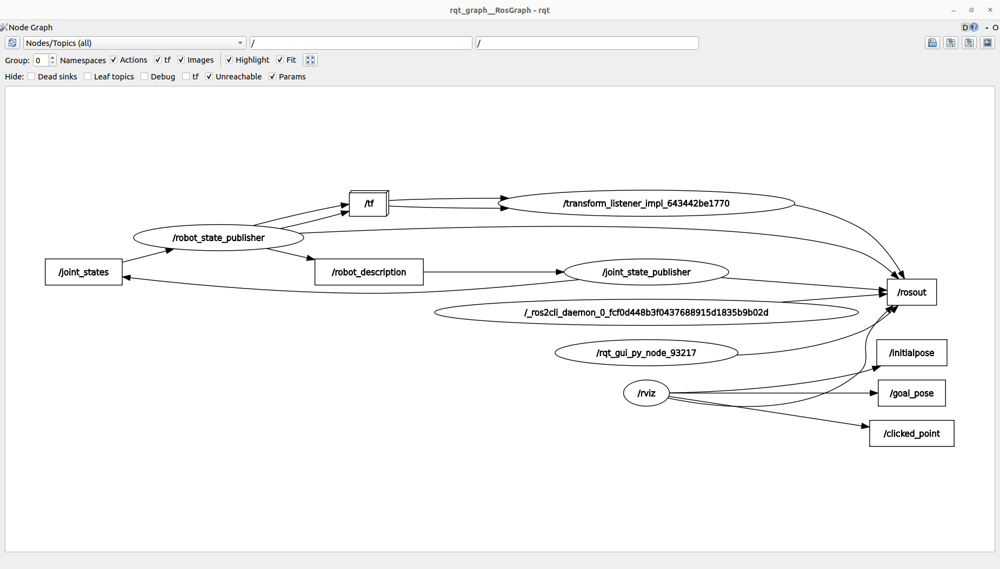 rqt_graph__RosGraph - rqt
Node Graph
D - O
Nodes/Topics (all) / /
Group: 0 Namespaces Actions tf Images Highlight Fit
Hide: Dead sinks Leaf topics Debug tf Unreachable Params
/tf
/transform_listener_impl_643442be1770
/robot_state_publisher
/joint_states
/robot_description
/joint_state_publisher
/rosout
/_ros2cli_daemon_0_fcf0d448b3f0437688915d1835b9b02d
/rqt_gui_py_node_93217
/initialpose
/rviz
/goal_pose
/clicked_point